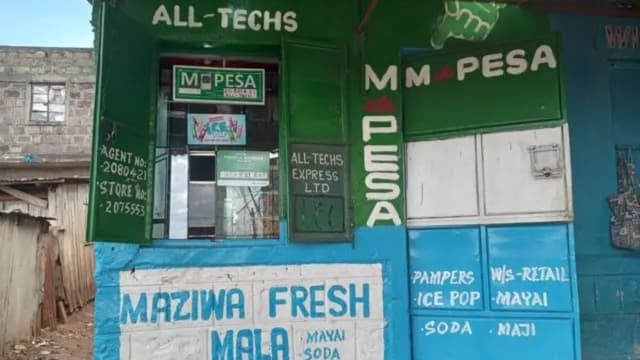 ALL-TECHS
M-PESA
AGENT NO:
-2080421
STORE NO:
-2075553
M-PESA
ALL-TECHS
EXPRESS
LTD
M-PESA
PAMPERS
·ICE POP
·SODA
W/S-RETAIL
·MAYAI
·MAJI
MAZIWA FRESH
MALA
·MAYAI
·SODA